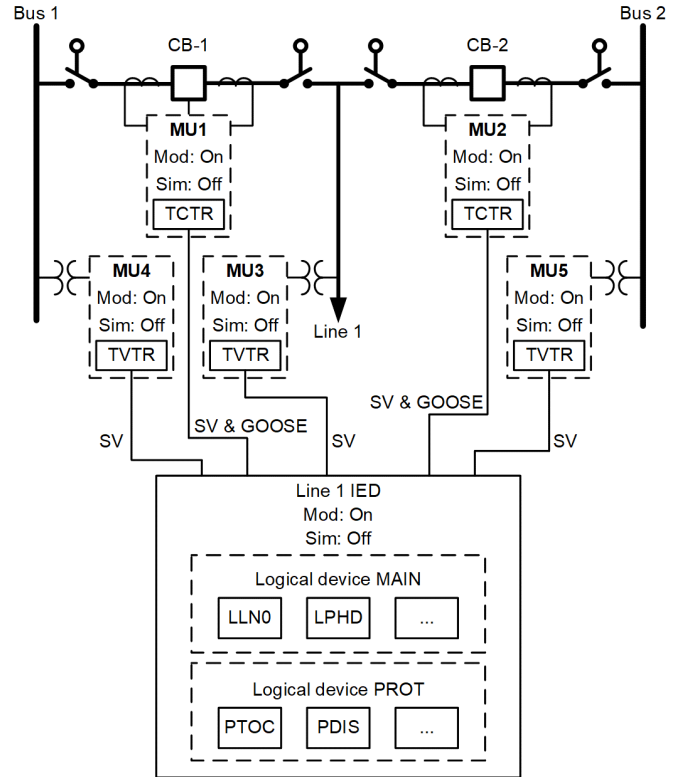 Bus 1
Bus 2
CB-1
CB-2
MU1
Mod: On
Sim: Off
TCTR
MU2
Mod: On
Sim: Off
TCTR
MU4
Mod: On
Sim: Off
TVTR
MU3
Mod: On
Sim: Off
TVTR
Line 1
MU5
Mod: On
Sim: Off
TVTR
SV
SV & GOOSE
SV
SV & GOOSE
SV
Line 1 IED
Mod: On
Sim: Off
Logical device MAIN
LLN0
LPHD
...
Logical device PROT
PTOC
PDIS
...